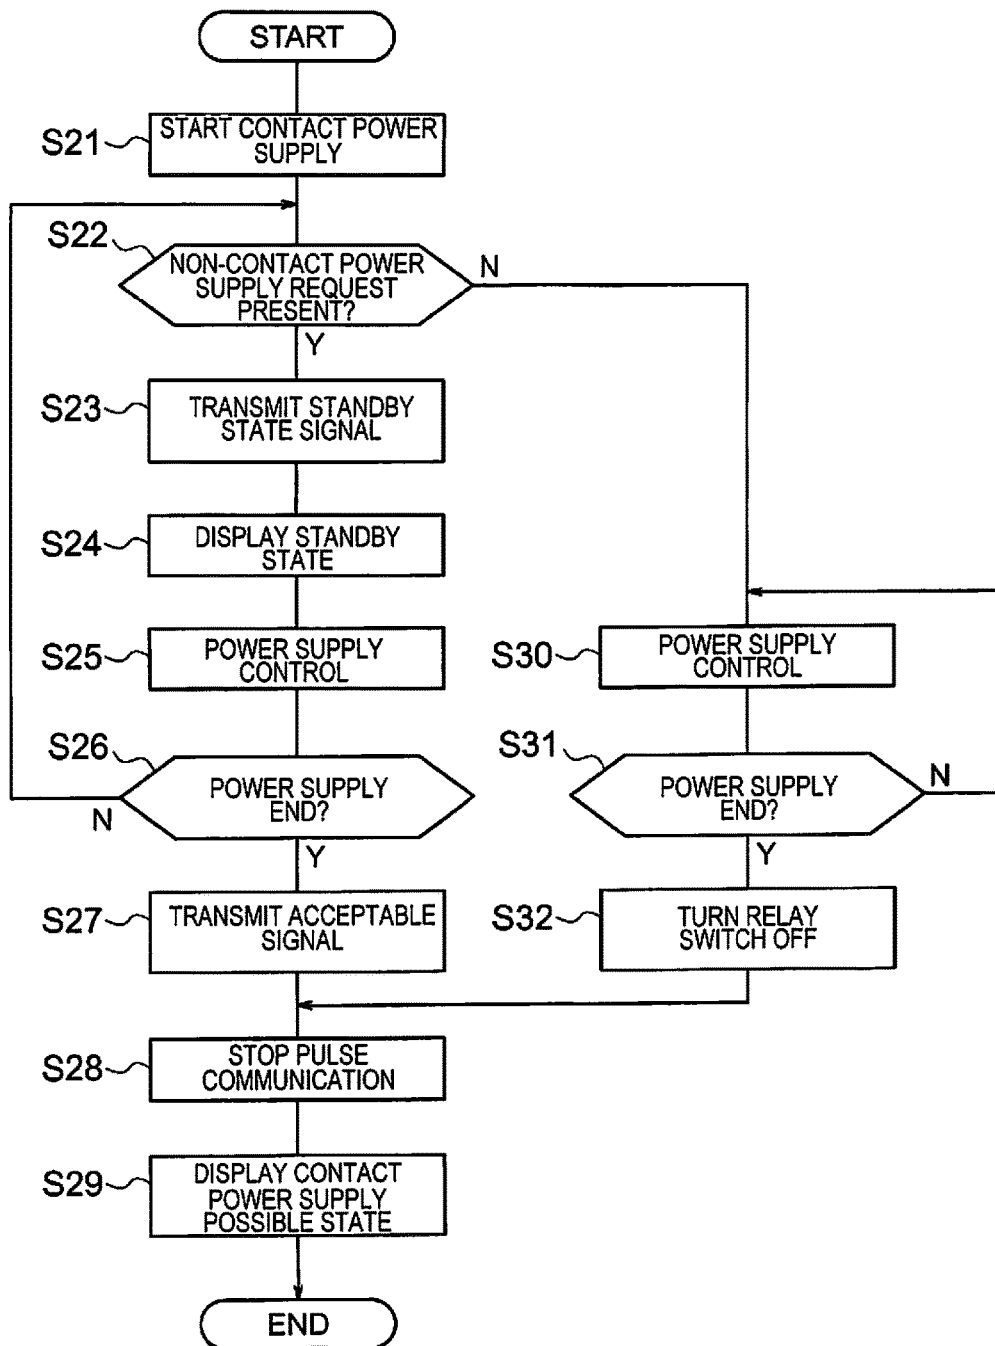 START
S21
START CONTACT POWER
SUPPLY
S22
NON-CONTACT POWER
SUPPLY REQUEST
PRESENT?
N
Y
S23
TRANSMIT STANDBY
STATE SIGNAL
S24
DISPLAY STANDBY
STATE
S25
POWER SUPPLY
CONTROL
S30
POWER SUPPLY
CONTROL
S26
POWER SUPPLY
END?
N
Y
S31
POWER SUPPLY
END?
N
Y
S27
TRANSMIT ACCEPTABLE
SIGNAL
S32
TURN RELAY
SWITCH OFF
S28
STOP PULSE
COMMUNICATION
S29
DISPLAY CONTACT
POWER SUPPLY
POSSIBLE STATE
END